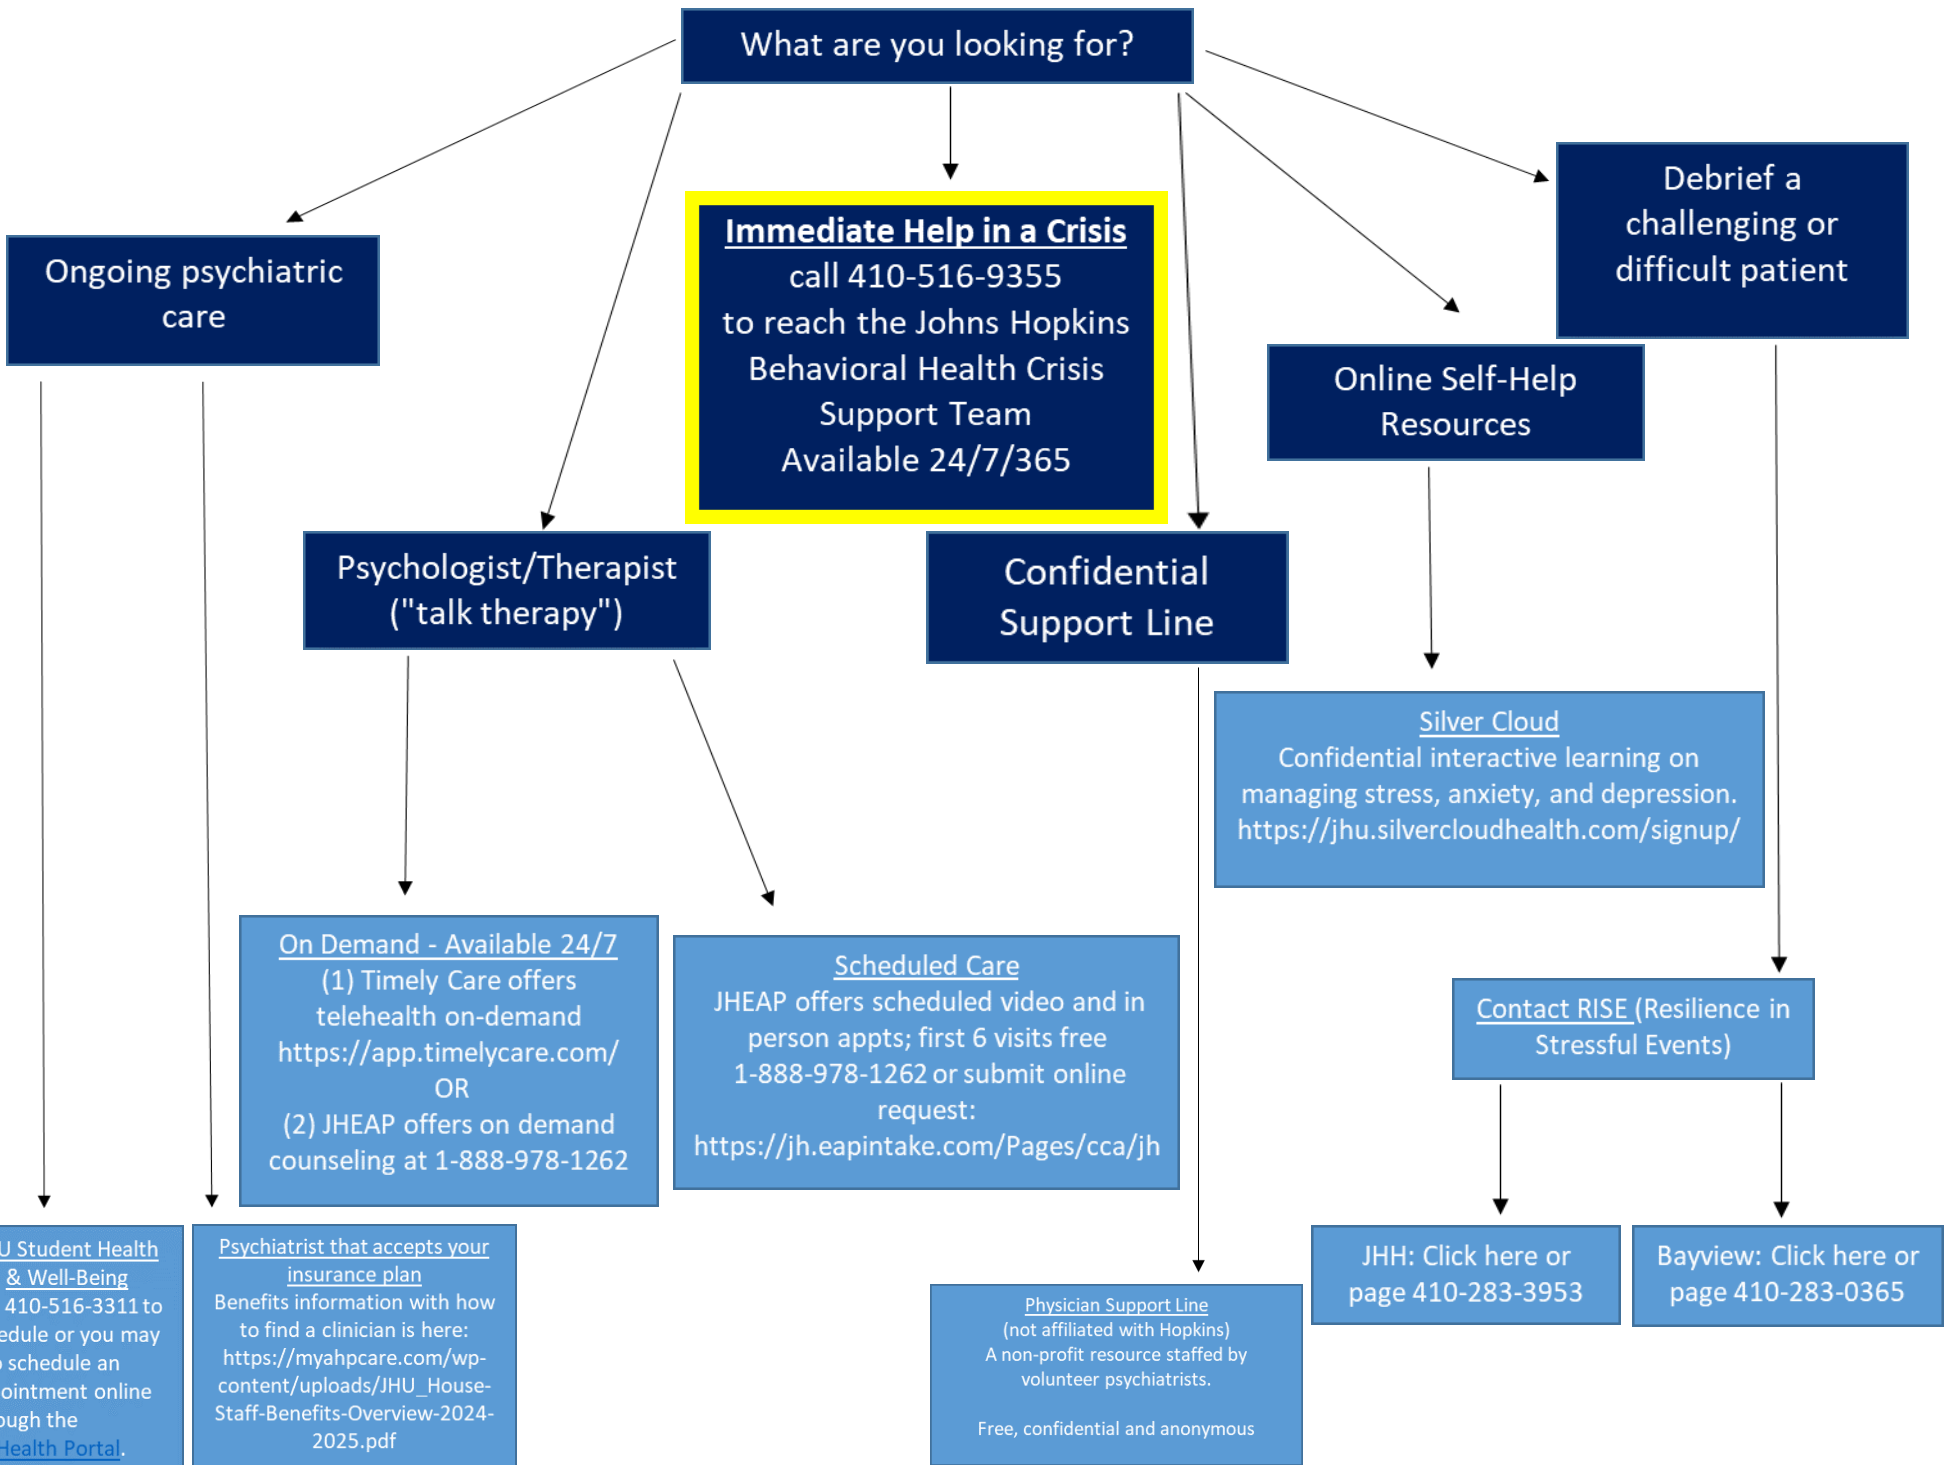 What are you looking for?
Debrief a
challenging or
difficult patient
Immediate Help in a Crisis
call 410-516-9355
to reach the Johns Hopkins
Behavioral Health Crisis
Support Team
Available 24/7/365
Ongoing psychiatric
care
Online Self-Help
Resources
Psychologist/Therapist
("talk therapy")
Confidential
Support Line
Silver Cloud
Confidential interactive learning on
managing stress, anxiety, and depression.
https://jhu.silvercloudhealth.com/signup/
On Demand - Available 24/7
(1) Timely Care offers
telehealth on-demand
https://app.timelycare.com/
OR
(2) JHEAP offers on demand
counseling at 1-888-978-1262
Scheduled Care
JHEAP offers scheduled video and in
person appts; first 6 visits free
1-888-978-1262 or submit online
request:
https://jh.eapintake.com/Pages/cca/jh
Contact RISE (Resilience in
Stressful Events)
U Student Health
& Well-Being
410-516-3311 to
edule or you may
schedule an
ointment online
ough the
Health Portal.
Psychiatrist that accepts your
insurance plan
Benefits information with how
to find a clinician is here:
https://myahpcare.com/wp-
content/uploads/JHU_House-
Staff-Benefits-Overview-2024-
2025.pdf
Physician Support Line
(not affiliated with Hopkins)
A non-profit resource staffed by
volunteer psychiatrists.
Free, confidential and anonymous
JHH: Click here or
page 410-283-3953
Bayview: Click here or
page 410-283-0365